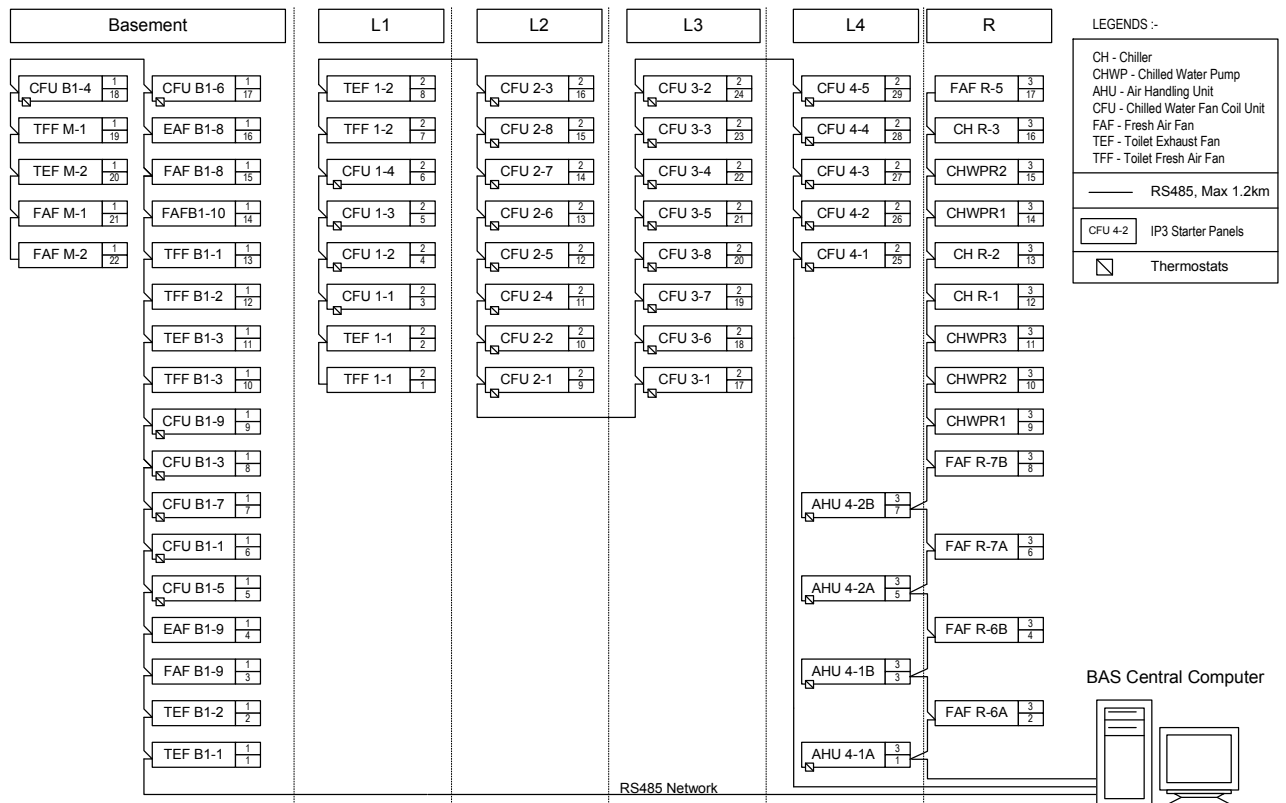 Basement
L1
L2
L3
L4
R
LEGENDS :-
CH - Chiller
CHWP - Chilled Water Pump
AHU - Air Handling Unit
CFU - Chilled Water Fan Coil Unit
FAF - Fresh Air Fan
TEF - Toilet Exhaust Fan
TFF - Toilet Fresh Air Fan
RS485, Max 1.2km
CFU 4-2 IP3 Starter Panels
Thermostats
CFU B1-4 1 18
TFF M-1 1 19
TEF M-2 1 20
FAF M-1 1 21
FAF M-2 1 22
CFU B1-6 1 17
EAF B1-8 1 16
FAF B1-8 1 15
FAFB1-10 1 14
TFF B1-1 1 13
TFF B1-2 1 12
TEF B1-3 1 11
TFF B1-3 1 10
CFU B1-9 1 9
CFU B1-3 1 8
CFU B1-7 1 7
CFU B1-1 1 6
CFU B1-5 1 5
EAF B1-9 1 4
FAF B1-9 1 3
TEF B1-2 1 2
TEF B1-1 1 1
TEF 1-2 2 8
TFF 1-2 2 7
CFU 1-4 2 6
CFU 1-3 2 5
CFU 1-2 2 4
CFU 1-1 2 3
TEF 1-1 2 2
TFF 1-1 2 1
CFU 2-3 2 16
CFU 2-8 2 15
CFU 2-7 2 14
CFU 2-6 2 13
CFU 2-5 2 12
CFU 2-4 2 11
CFU 2-2 2 10
CFU 2-1 2 9
CFU 3-2 2 24
CFU 3-3 2 23
CFU 3-4 2 22
CFU 3-5 2 21
CFU 3-8 2 20
CFU 3-7 2 19
CFU 3-6 2 18
CFU 3-1 2 17
CFU 4-5 2 29
CFU 4-4 2 28
CFU 4-3 2 27
CFU 4-2 2 26
CFU 4-1 2 25
AHU 4-2B 3 7
AHU 4-2A 3 5
AHU 4-1B 3 3
AHU 4-1A 3 1
FAF R-5 3 17
CH R-3 3 16
CHWPR2 3 15
CHWPR1 3 14
CH R-2 3 13
CH R-1 3 12
CHWPR3 3 11
CHWPR2 3 10
CHWPR1 3 9
FAF R-7B 3 8
FAF R-7A 3 6
FAF R-6B 3 4
FAF R-6A 3 2
BAS Central Computer
RS485 Network